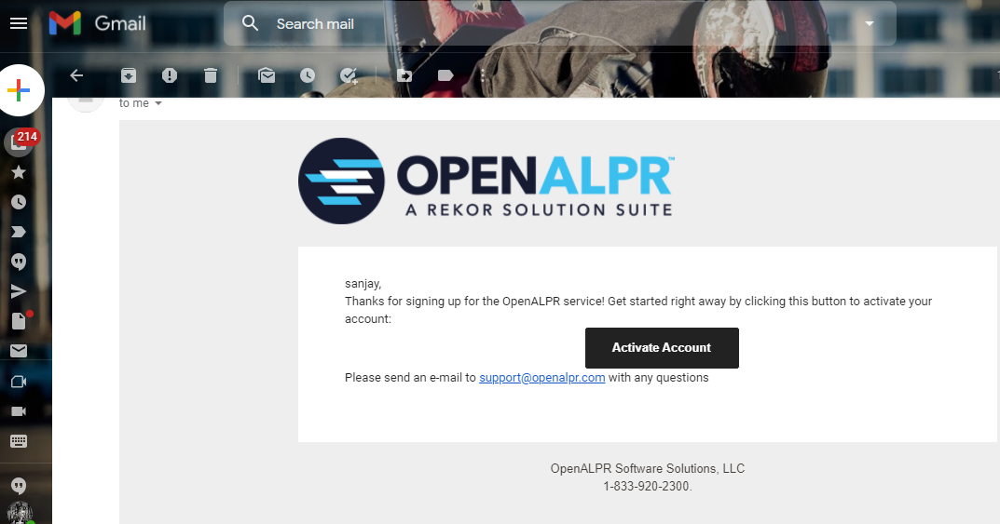 Gmail
Search mail
to me
214
OPENALPR™
A REKOR SOLUTION SUITE
sanjay,
Thanks for signing up for the OpenALPR service! Get started right away by clicking this button to activate your
account:
Activate Account
Please send an e-mail to support@openalpr.com with any questions
OpenALPR Software Solutions, LLC
1-833-920-2300.